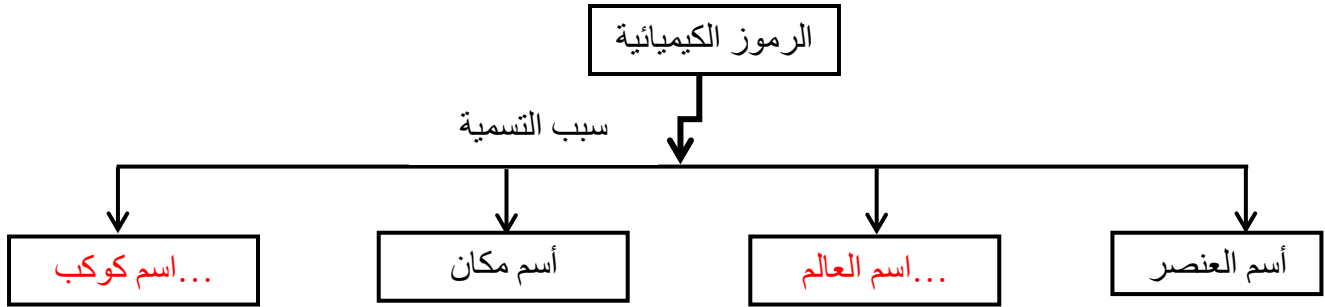 الرموز الكيميائية
سبب التسمية
أسم العنصر
...اسم العالم
أسم مكان
...اسم كوكب